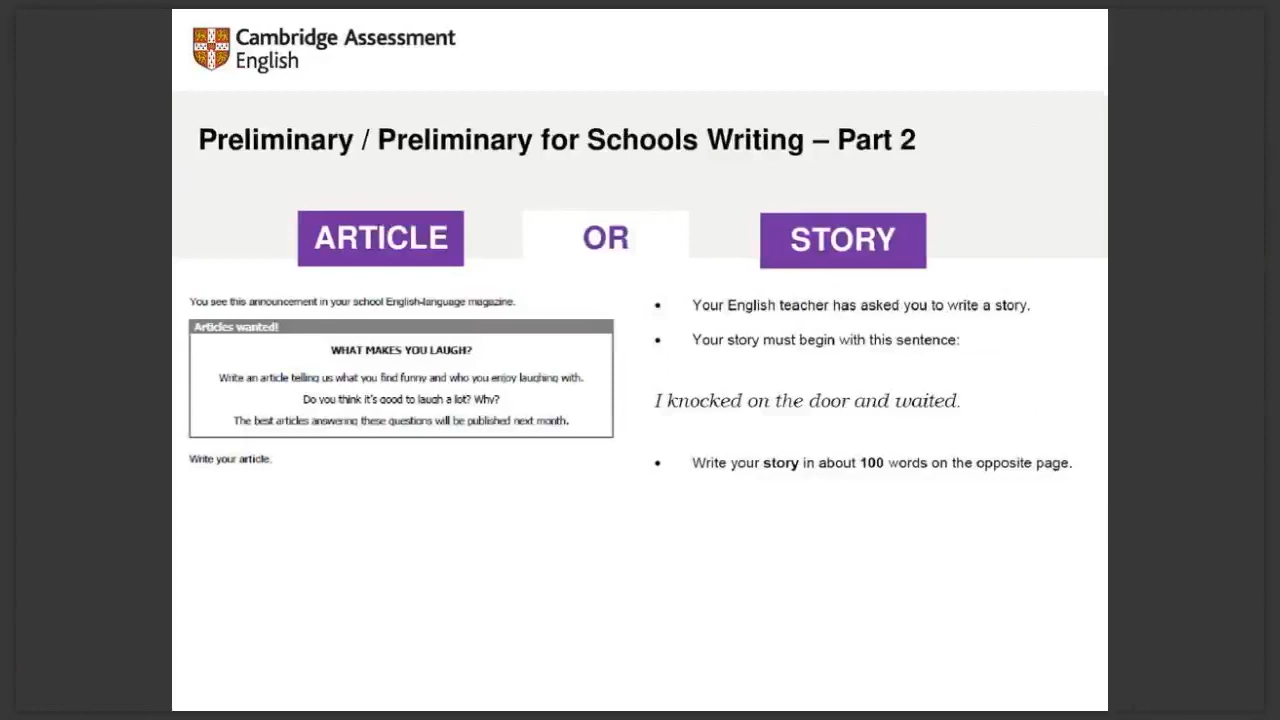 Cambridge Assessment
English
Preliminary / Preliminary for Schools Writing – Part 2
ARTICLE
OR
STORY
You see this announcement in your school English-language magazine.
Articles wanted!
WHAT MAKES YOU LAUGH?
Write an article telling us what you find funny and who you enjoy laughing with.
Do you think it's good to laugh a lot? Why?
The best articles answering these questions will be published next month.
Write your article.
• Your English teacher has asked you to write a story.
• Your story must begin with this sentence:
I knocked on the door and waited.
• Write your story in about 100 words on the opposite page.